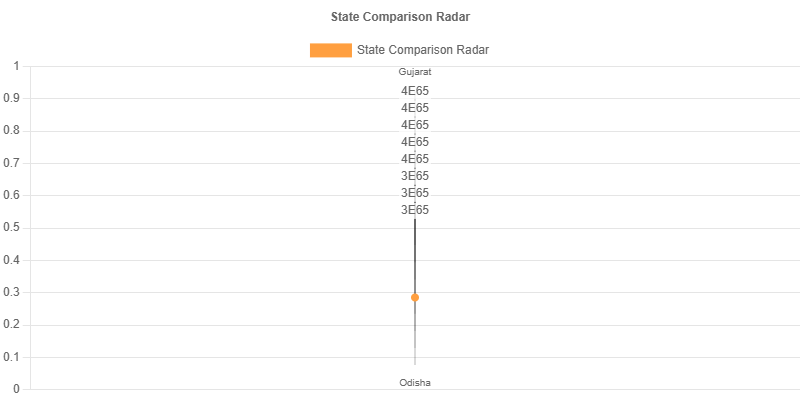 State Comparison Radar
State Comparison Radar
1
Gujarat
4E65
0.9
4E65
4E65
0.8
4E65
4E65
0.7
3E65
3E65
0.6
3E65
0.5
0.4
0.3
0.2
0.1
Odisha
0